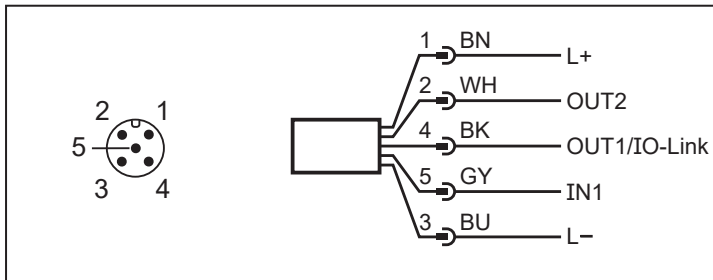 2 1
5
3 4
1 BN L+
2 WH OUT2
4 BK OUT1/IO-Link
5 GY IN1
3 BU L−